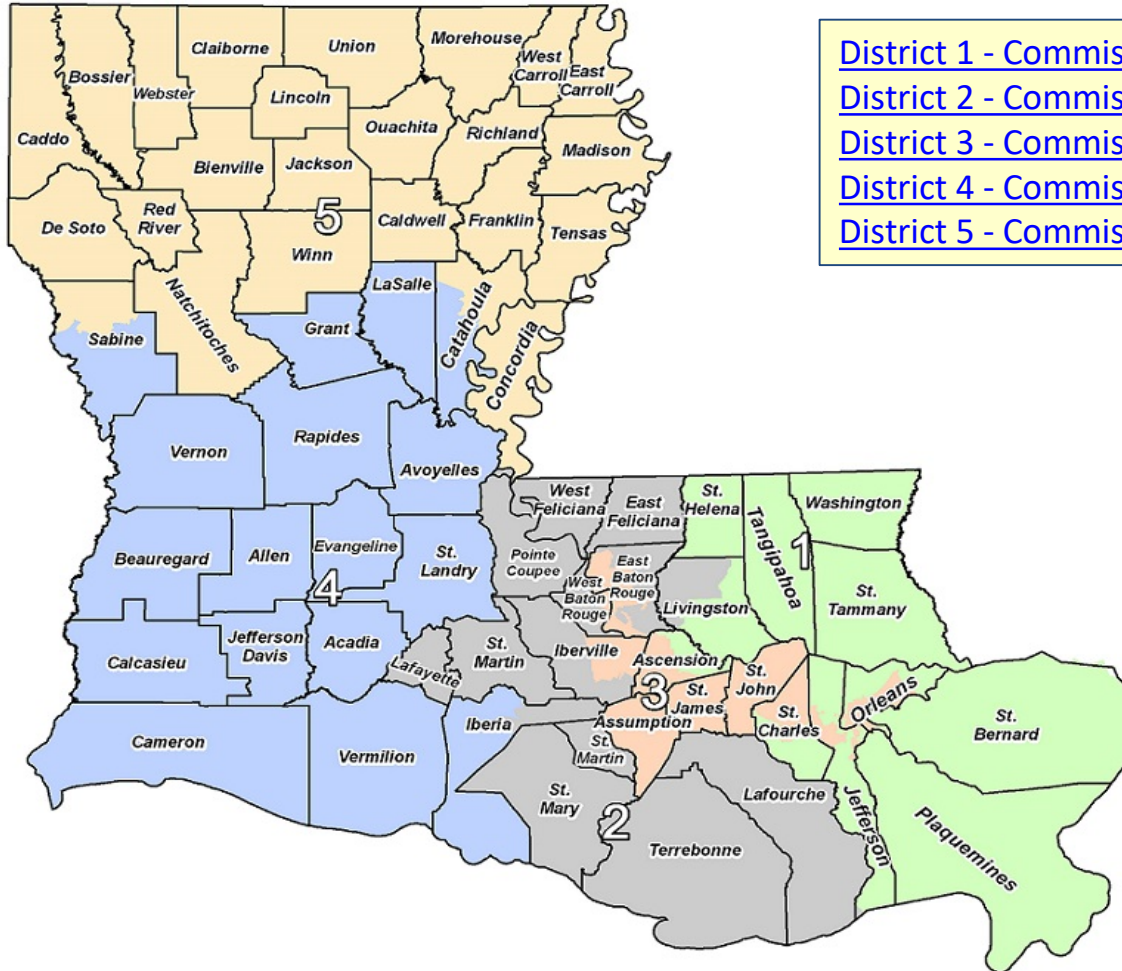 District 1 - Commis
District 2 - Commis
District 3 - Commis
District 4 - Commis
District 5 - Commis
Claiborne
Union
Morehouse
West
Carroll
East
Carroll
Bossier
Webster
Lincoln
Ouachita
Richland
Caddo
Bienville
Jackson
Madison
De Soto
Red
River
5
Caldwell
Franklin
Tensas
Winn
Natchitoches
LaSalle
Catahoula
Concordia
Sabine
Grant
Vernon
Rapides
Avoyelles
West
Feliciana
East
Feliciana
St.
Helena
Tangipahoa
Washington
1
Beauregard
Allen
Evangeline
St.
Landry
Pointe
Coupee
West
Baton
Rouge
East
Baton
Rouge
Livingston
St.
Tammany
4
Calcasieu
Jefferson
Davis
Acadia
Lafayette
St.
Martin
Iberville
Ascension
3
St.
James
St.
John
St.
Charles
Orleans
St.
Bernard
Cameron
Vermilion
Iberia
Assumption
St.
Martin
St.
Mary
2
Lafourche
Terrebonne
Jefferson
Plaquemines